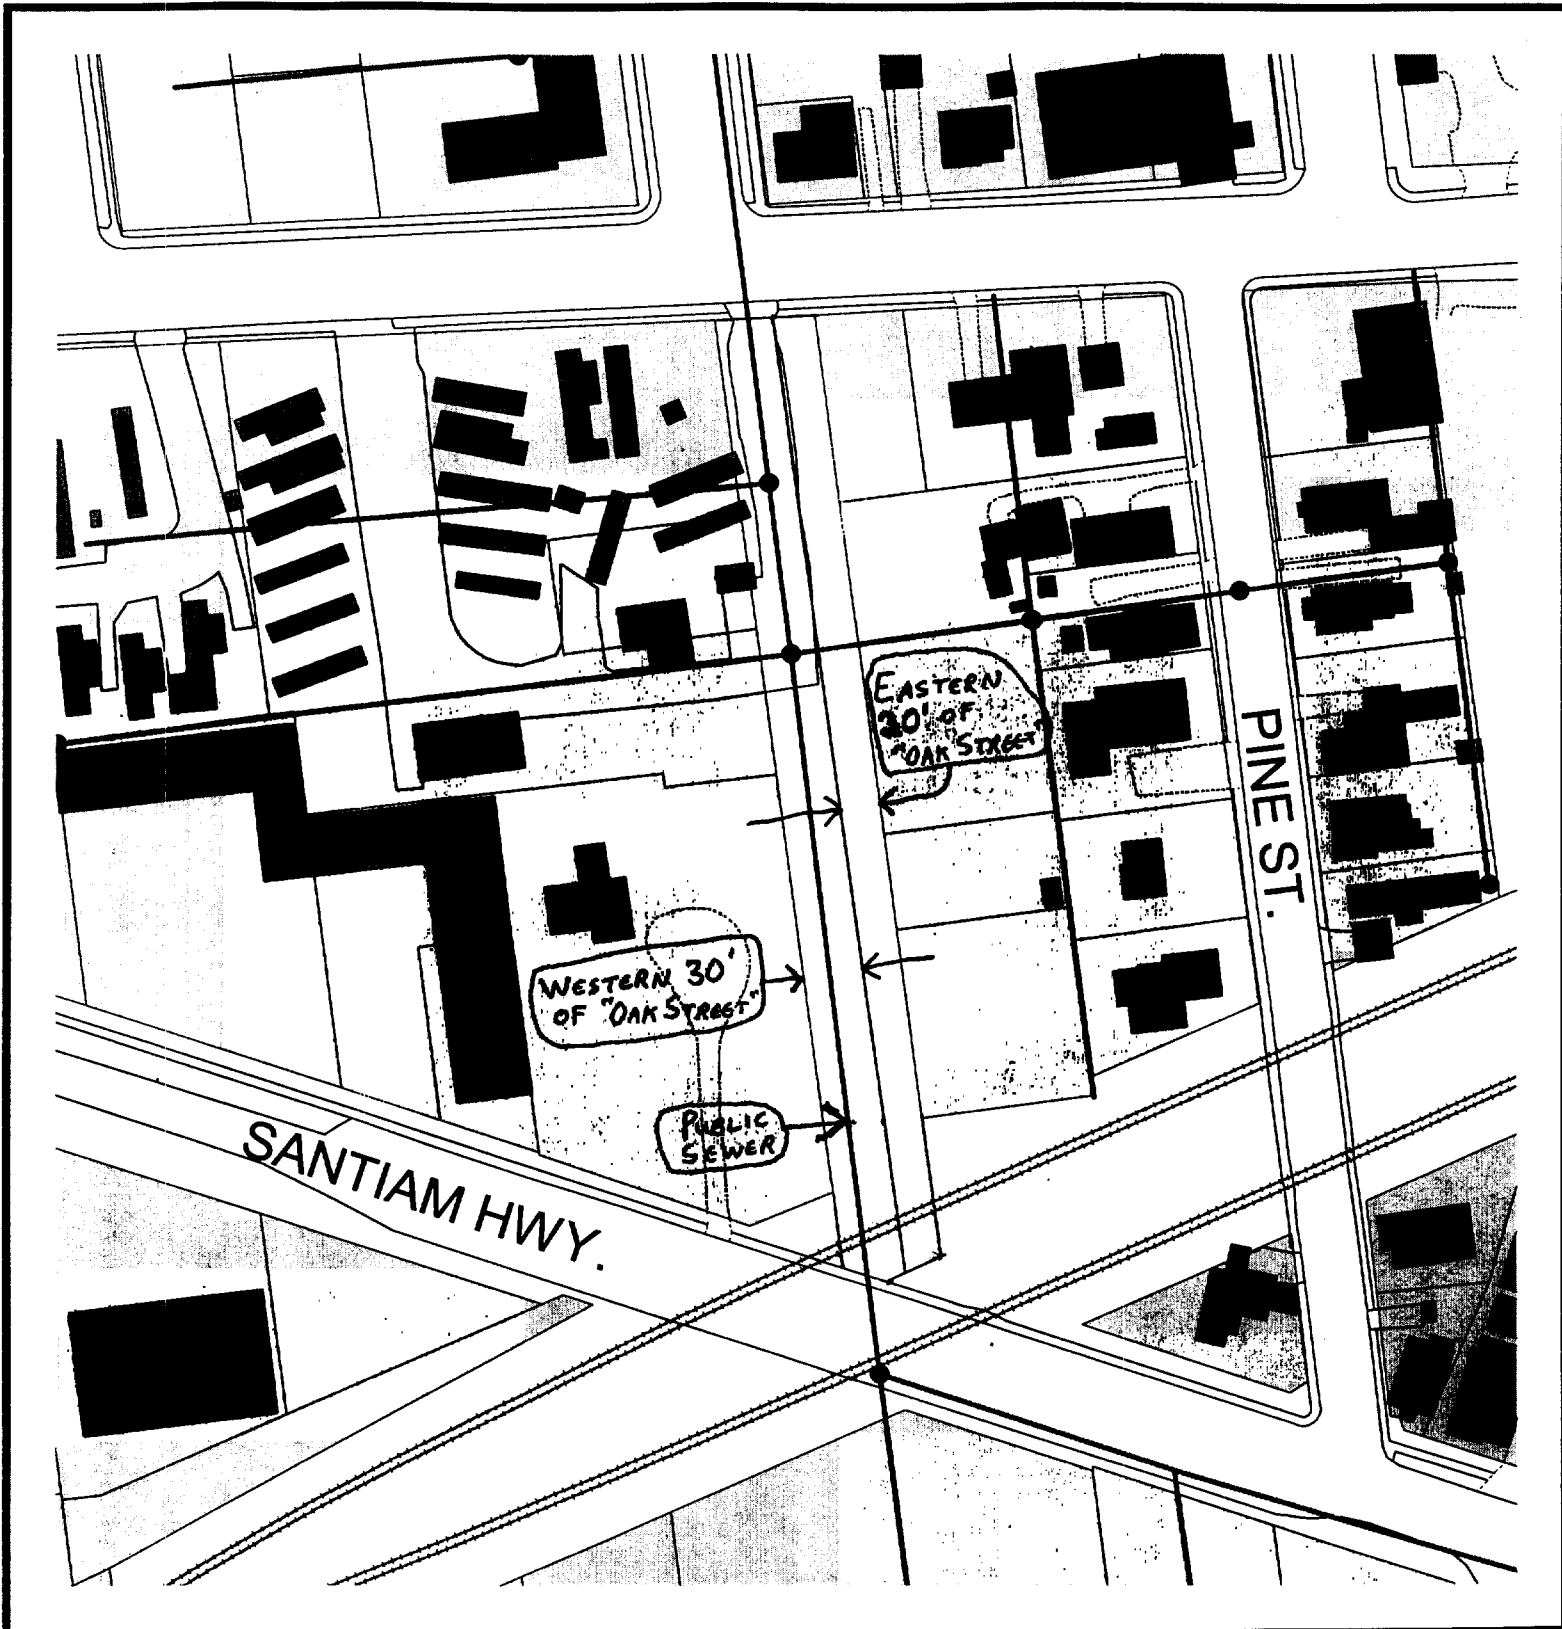 EASTERN
20' OF
"OAK STREET"
PINE ST.
WESTERN 30'
OF "OAK STREET"
PUBLIC
SEWER
SANTIAM HWY.